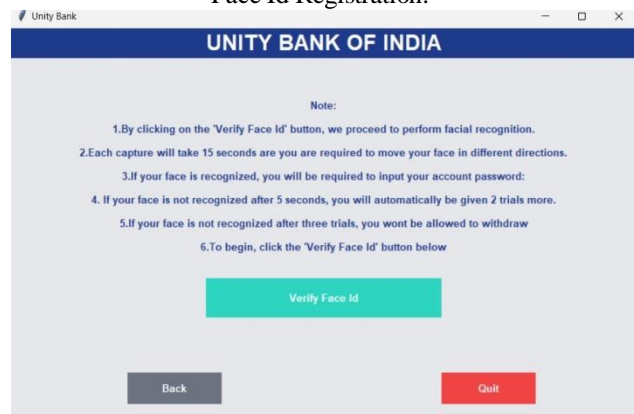 Face Id Registration.
Unity Bank
UNITY BANK OF INDIA
Note:
1.By clicking on the 'Verify Face Id' button, we proceed to perform facial recognition.
2.Each capture will take 15 seconds are you are required to move your face in different directions.
3.If your face is recognized, you will be required to input your account password:
4. If your face is not recognized after 5 seconds, you will automatically be given 2 trials more.
5.If your face is not recognized after three trials, you wont be allowed to withdraw
6.To begin, click the 'Verify Face Id' button below
Verify Face Id
Back
Quit